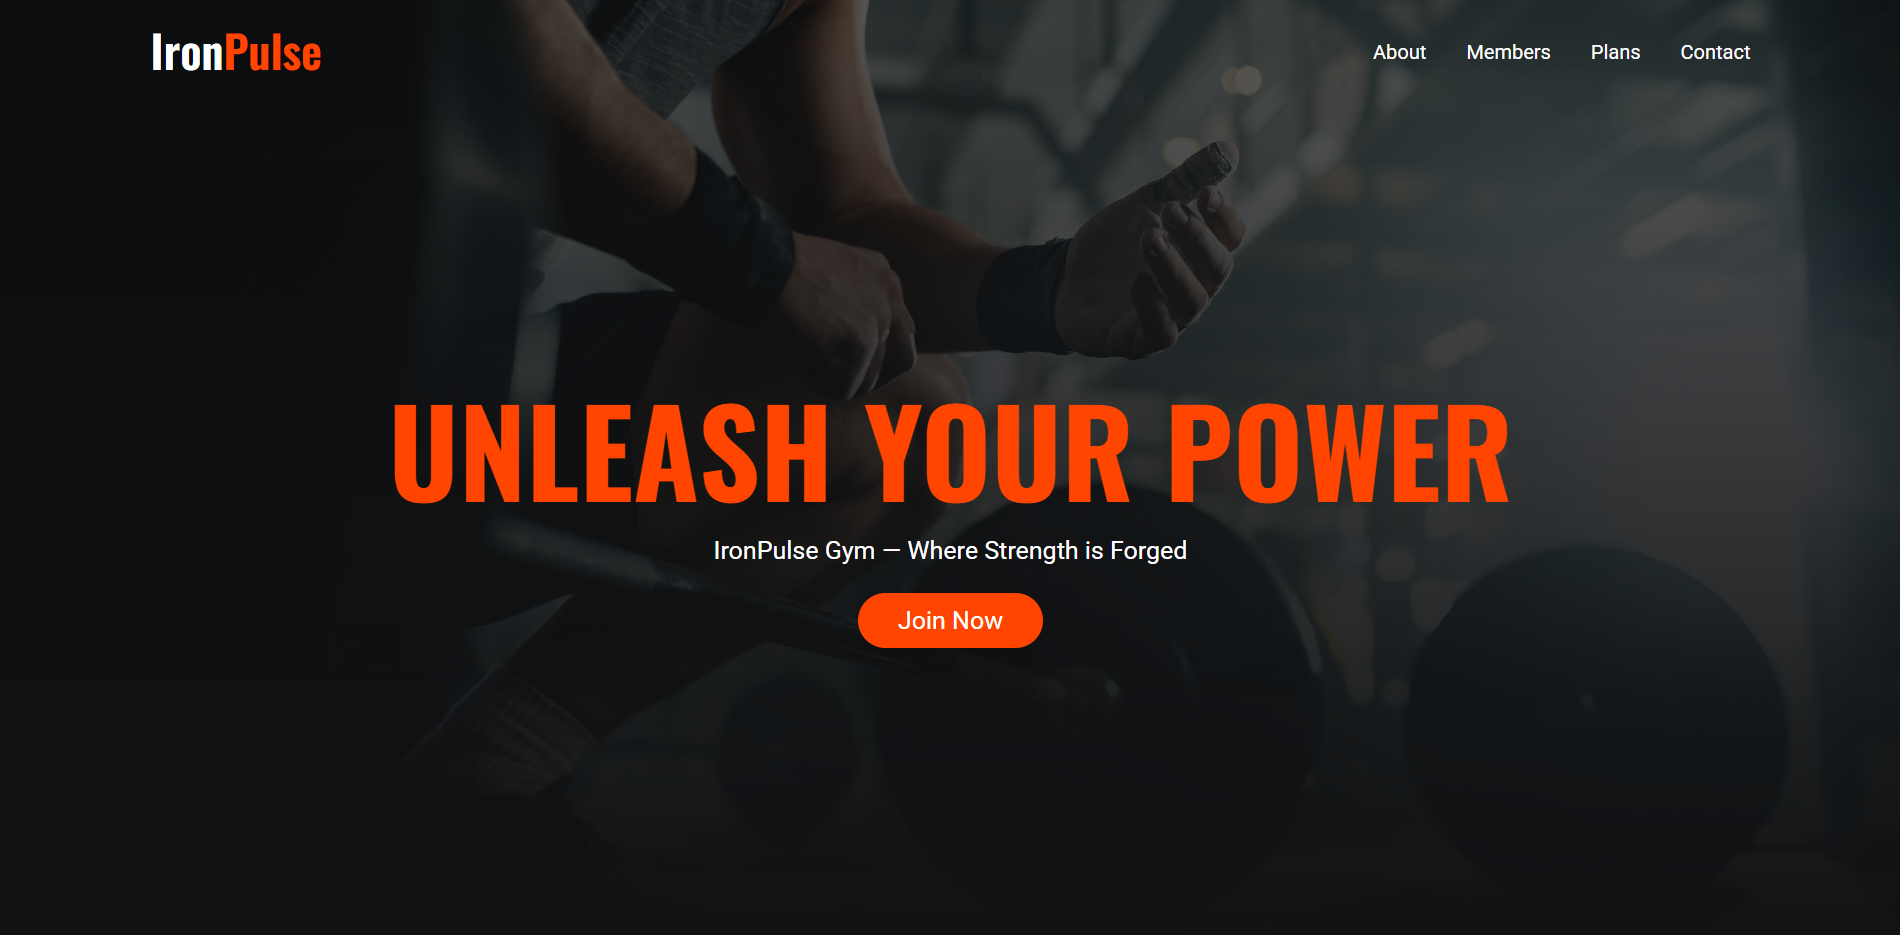 IronPulse
About Members Plans Contact
UNLEASH YOUR POWER
IronPulse Gym — Where Strength is Forged
Join Now